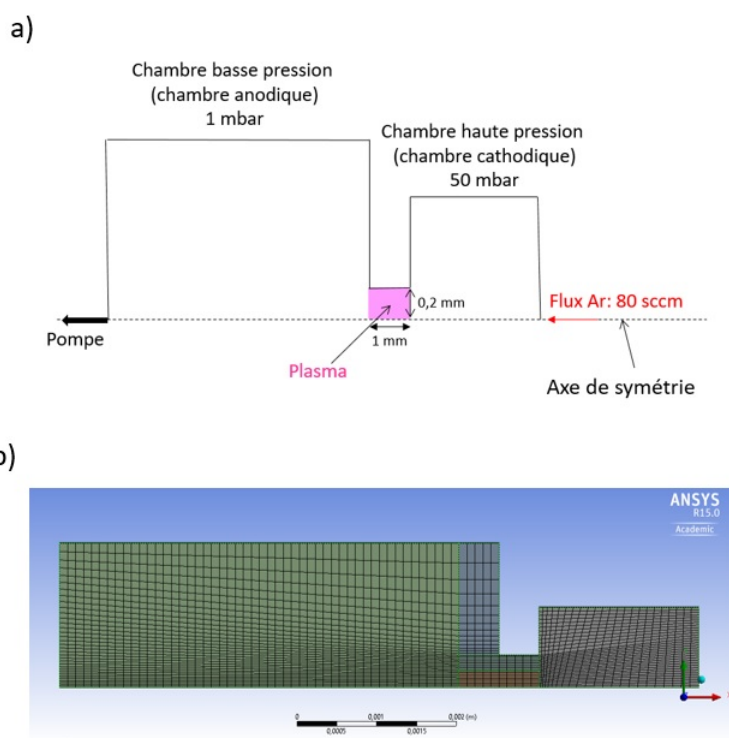 a)
Chambre basse pression
(chambre anodique)
1 mbar
Chambre haute pression
(chambre cathodique)
50 mbar
0,2 mm
Flux Ar: 80 sccm
Pompe
1 mm
Plasma
Axe de symétrie
b)
ANSYS
R15.0
Academic
0 0,001 0,002 (m)
0,0005 0,0015